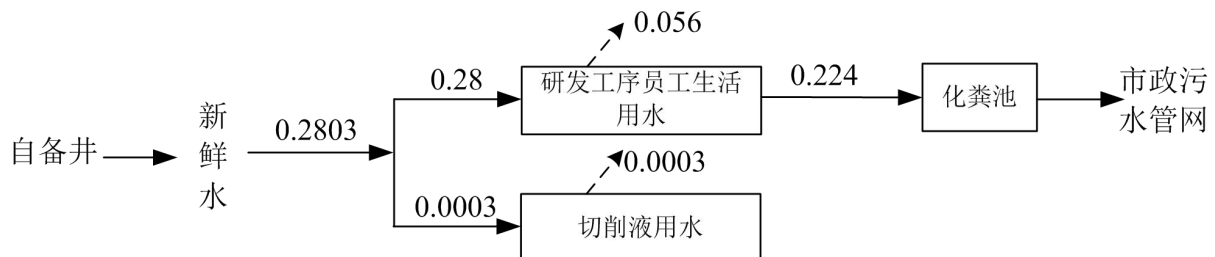 自备井
新
鲜
水
0.2803
0.28
0.0003
0.056
研发工序员工生活
用水
0.0003
切削液用水
0.224
化粪池
市政污
水管网